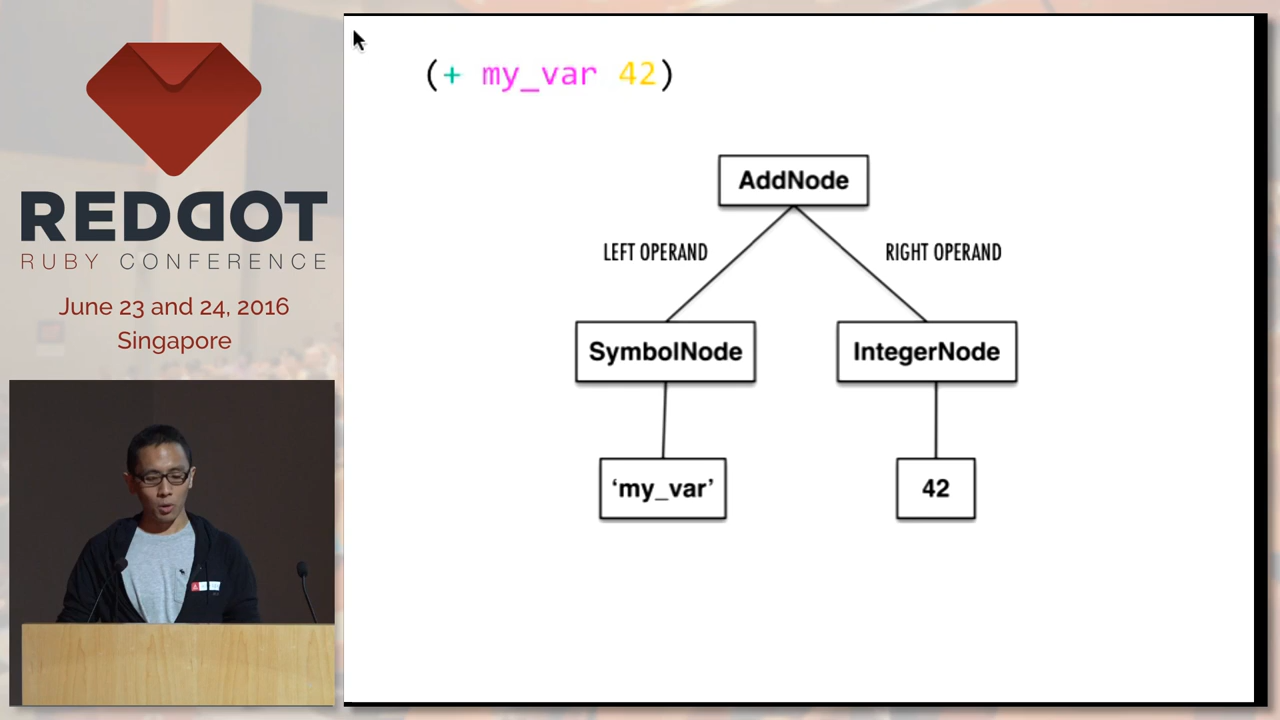 REDDOT
RUBY CONFERENCE
June 23 and 24, 2016
Singapore
(+ my_var 42)
AddNode
LEFT OPERAND
RIGHT OPERAND
SymbolNode
IntegerNode
‘my_var’
42